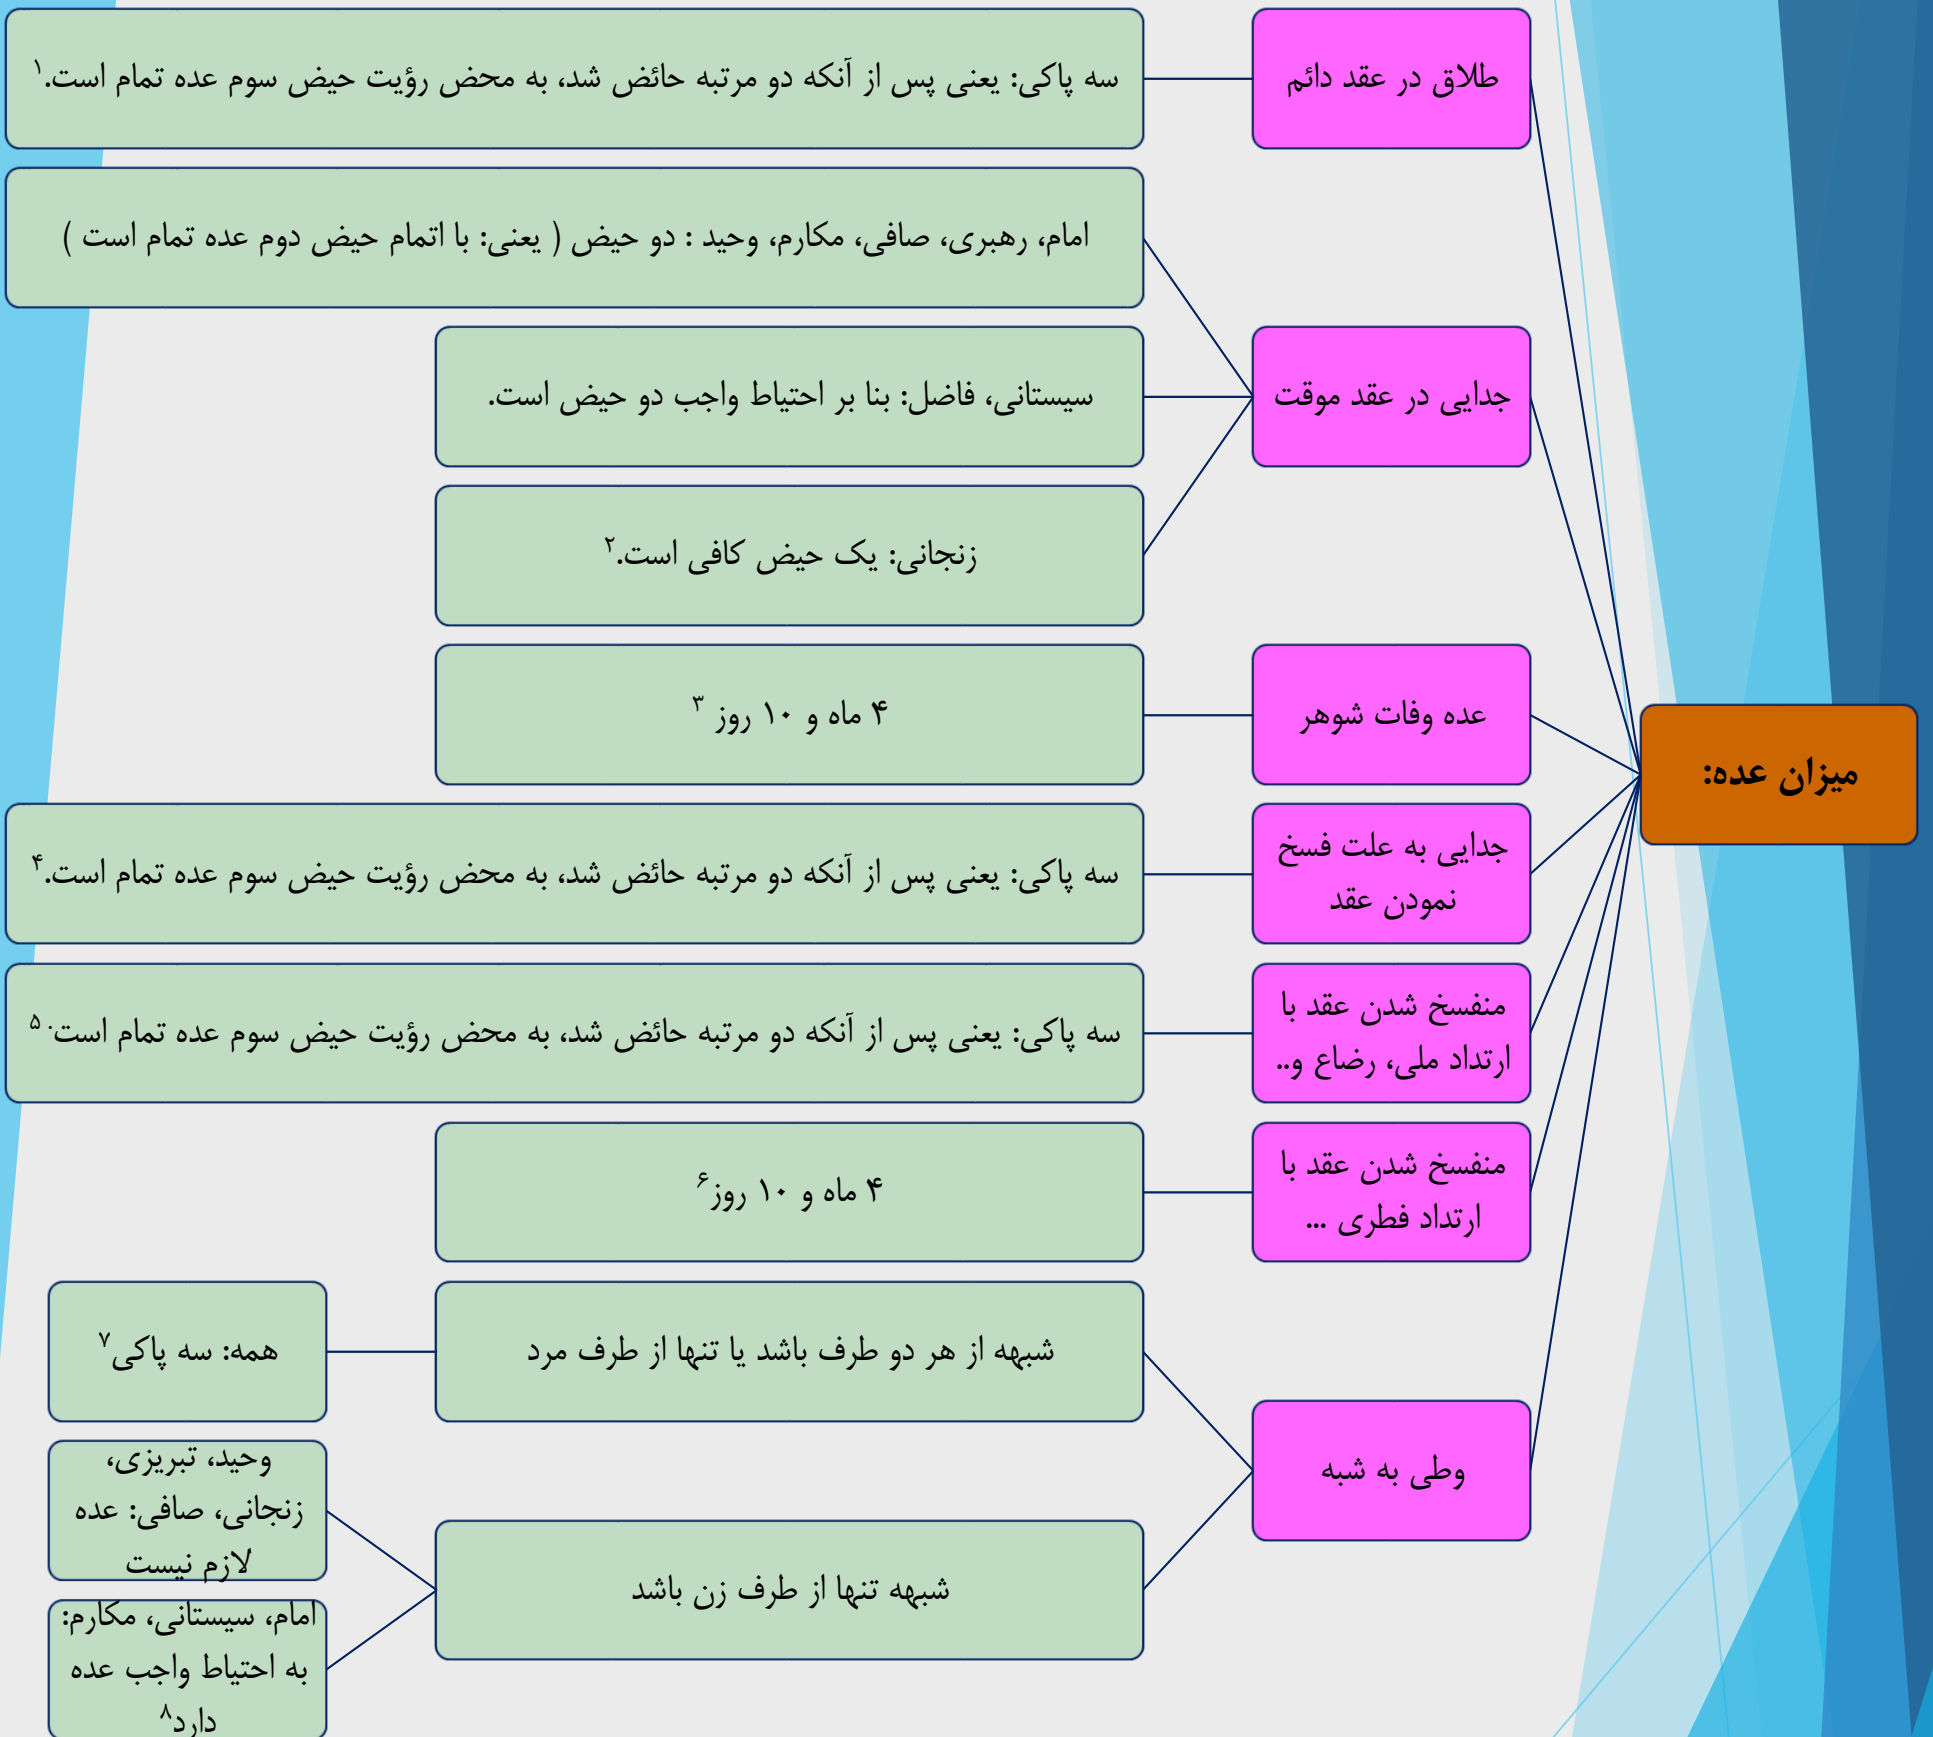 میزان عده:
طلاق در عقد دائم
سه پاکی: یعنی پس از آنکه دو مرتبه حائض شد، به محض رؤیت حیض سوم عده تمام است.۱
جدایی در عقد موقت
امام، رهبری، صافی، مکارم، وحید : دو حیض ( یعنی: با اتمام حیض دوم عده تمام است )
سیستانی، فاضل: بنا بر احتیاط واجب دو حیض است.
زنجانی: یک حیض کافی است.۲
عده وفات شوهر
۴ ماه و ۱۰ روز ۳
جدایی به علت فسخ
نمودن عقد
سه پاکی: یعنی پس از آنکه دو مرتبه حائض شد، به محض رؤیت حیض سوم عده تمام است.۴
منفسخ شدن عقد با
ارتداد ملی، رضاع و..
سه پاکی: یعنی پس از آنکه دو مرتبه حائض شد، به محض رؤیت حیض سوم عده تمام است. ۵
منفسخ شدن عقد با
ارتداد فطری ...
۴ ماه و ۱۰ روز۶
وطی به شبه
شبهه از هر دو طرف باشد یا تنها از طرف مرد
همه: سه پاکی۷
شبهه تنها از طرف زن باشد
وحید، تبریزی،
زنجانی، صافی: عده
لازم نیست
امام، سیستانی، مکارم:
به احتیاط واجب عده
دارد۸